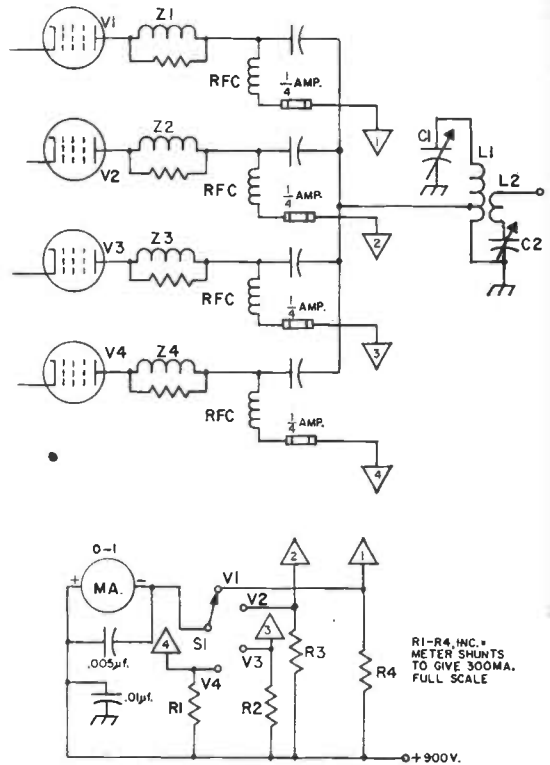 V1
Z1
RFC
1/4 AMP.
1
V2
Z2
RFC
1/4 AMP.
2
C1
L1
L2
C2
V3
Z3
RFC
1/4 AMP.
3
V4
Z4
RFC
1/4 AMP.
4
0-1
+ MA. -
2
1
V1
S1
V2
3
4
V3
V4
.005µf.
.01µf.
R1
R2
R3
R4
R1-R4, INC.=
METER SHUNTS
TO GIVE 300MA.
FULL SCALE
+900V.